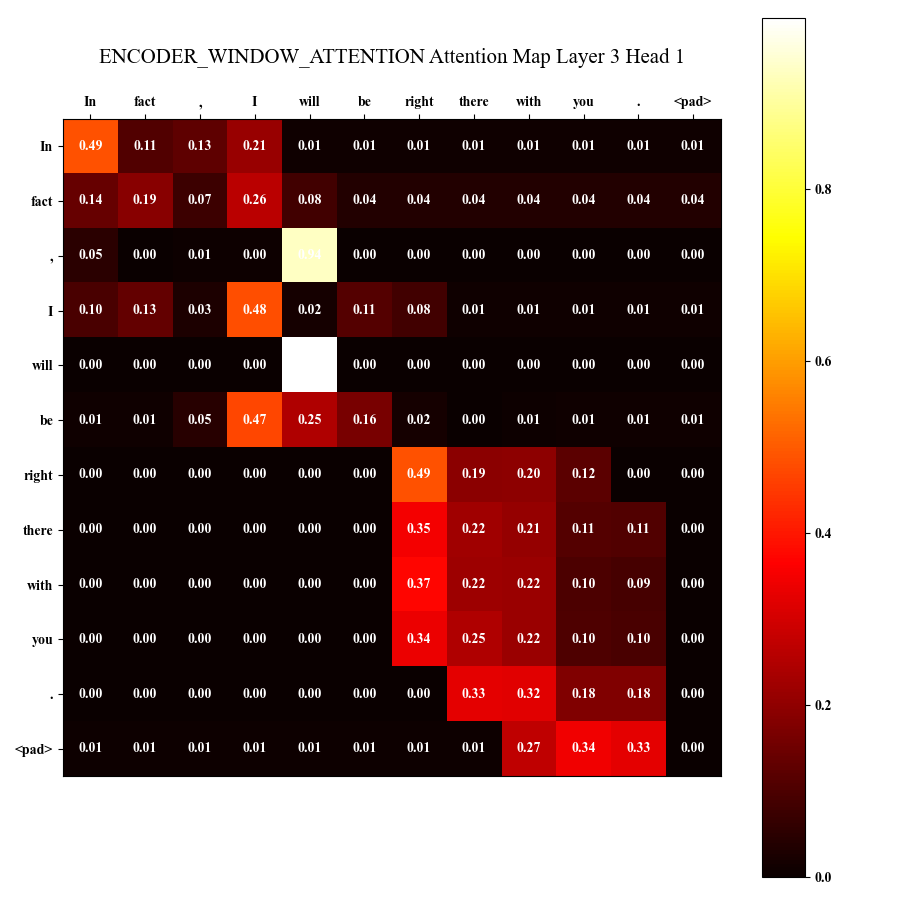 ENCODER_WINDOW_ATTENTION Attention Map Layer 3 Head 1
In fact , I will be right there with you . <pad>
In 0.49 0.11 0.13 0.21 0.01 0.01 0.01 0.01 0.01 0.01 0.01 0.01
fact 0.14 0.19 0.07 0.26 0.08 0.04 0.04 0.04 0.04 0.04 0.04 0.04
, 0.05 0.00 0.01 0.00 0.94 0.00 0.00 0.00 0.00 0.00 0.00 0.00
I 0.10 0.13 0.03 0.48 0.02 0.11 0.08 0.01 0.01 0.01 0.01 0.01
will 0.00 0.00 0.00 0.00 0.00 0.00 0.00 0.00 0.00 0.00 0.00
be 0.01 0.01 0.05 0.47 0.25 0.16 0.02 0.00 0.01 0.01 0.01 0.01
right 0.00 0.00 0.00 0.00 0.00 0.00 0.49 0.19 0.20 0.12 0.00 0.00
there 0.00 0.00 0.00 0.00 0.00 0.00 0.35 0.22 0.21 0.11 0.11 0.00
with 0.00 0.00 0.00 0.00 0.00 0.00 0.37 0.22 0.22 0.10 0.09 0.00
you 0.00 0.00 0.00 0.00 0.00 0.00 0.34 0.25 0.22 0.10 0.10 0.00
. 0.00 0.00 0.00 0.00 0.00 0.00 0.00 0.33 0.32 0.18 0.18 0.00
<pad> 0.01 0.01 0.01 0.01 0.01 0.01 0.01 0.01 0.27 0.34 0.33 0.00
0.8
0.6
0.4
0.2
0.0